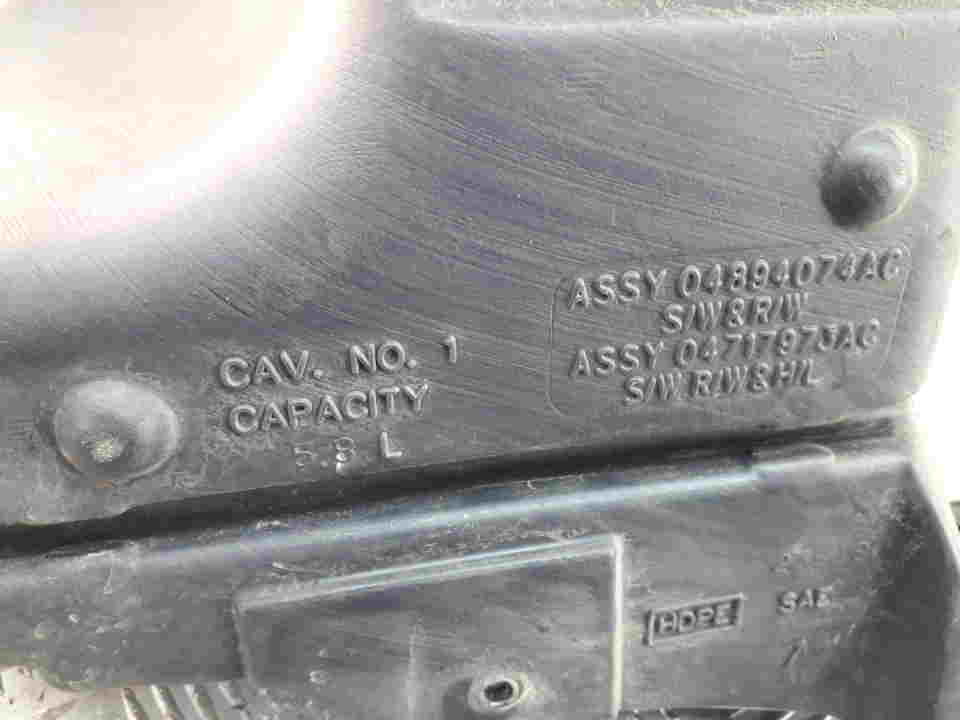 ASSY 04894074AC
S/W & R/W
ASSY 04717973AC
S/W R/W & H/L
CAV. NO. 1
CAPACITY
5.8 L
HDPE
SAE